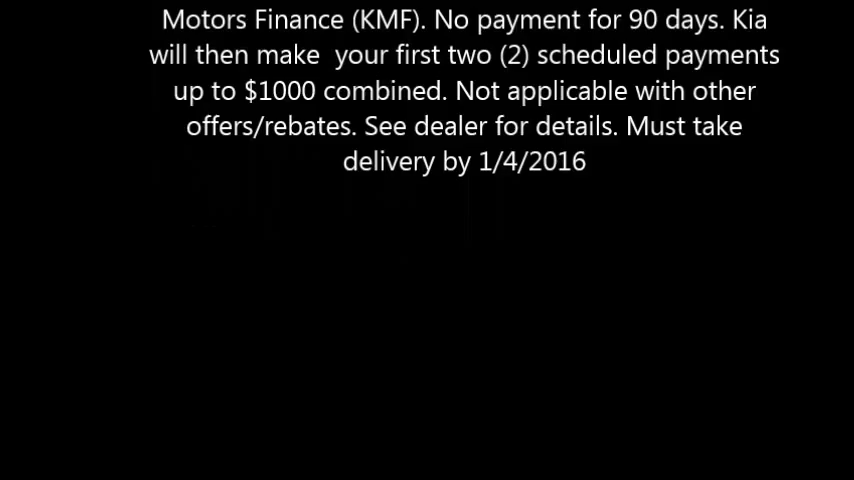 Motors Finance (KMF). No payment for 90 days. Kia
will then make  your first two (2) scheduled payments
up to $1000 combined. Not applicable with other
offers/rebates. See dealer for details. Must take
delivery by 1/4/2016